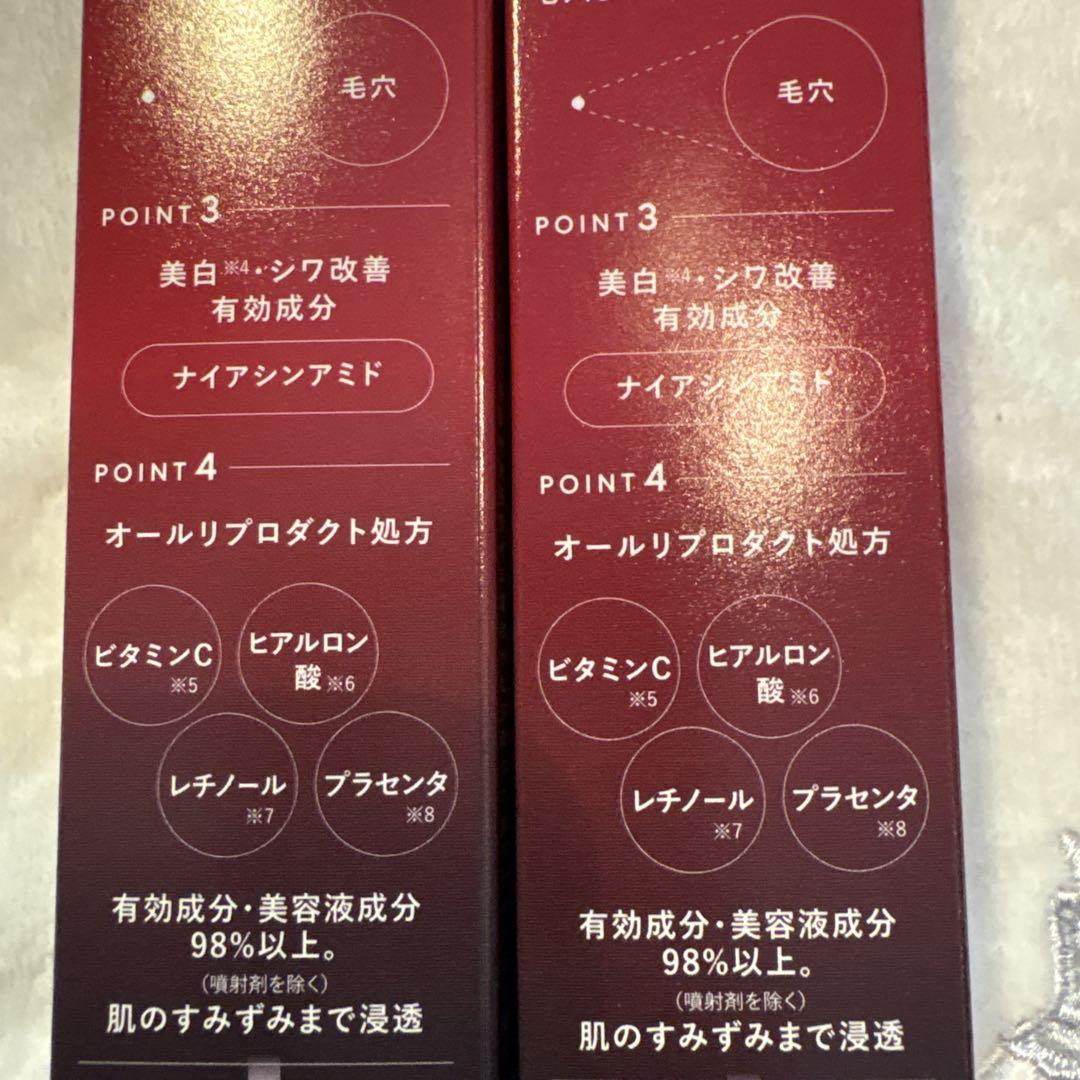 毛穴
POINT 3
美白※4・シワ改善
有効成分
ナイアシンアミド
POINT 4
オールリプロダクト処方
ビタミンC
※5
ヒアルロン
酸※6
レチノール
※7
プラセンタ
※8
有効成分・美容液成分
98%以上。
(噴射剤を除く)
肌のすみずみまで浸透
毛穴
POINT 3
美白※4・シワ改善
有効成分
ナイアシンアミド
POINT 4
オールリプロダクト処方
ビタミンC
※5
ヒアルロン
酸※6
レチノール
※7
プラセンタ
※8
有効成分・美容液成分
98%以上。
(噴射剤を除く)
肌のすみずみまで浸透